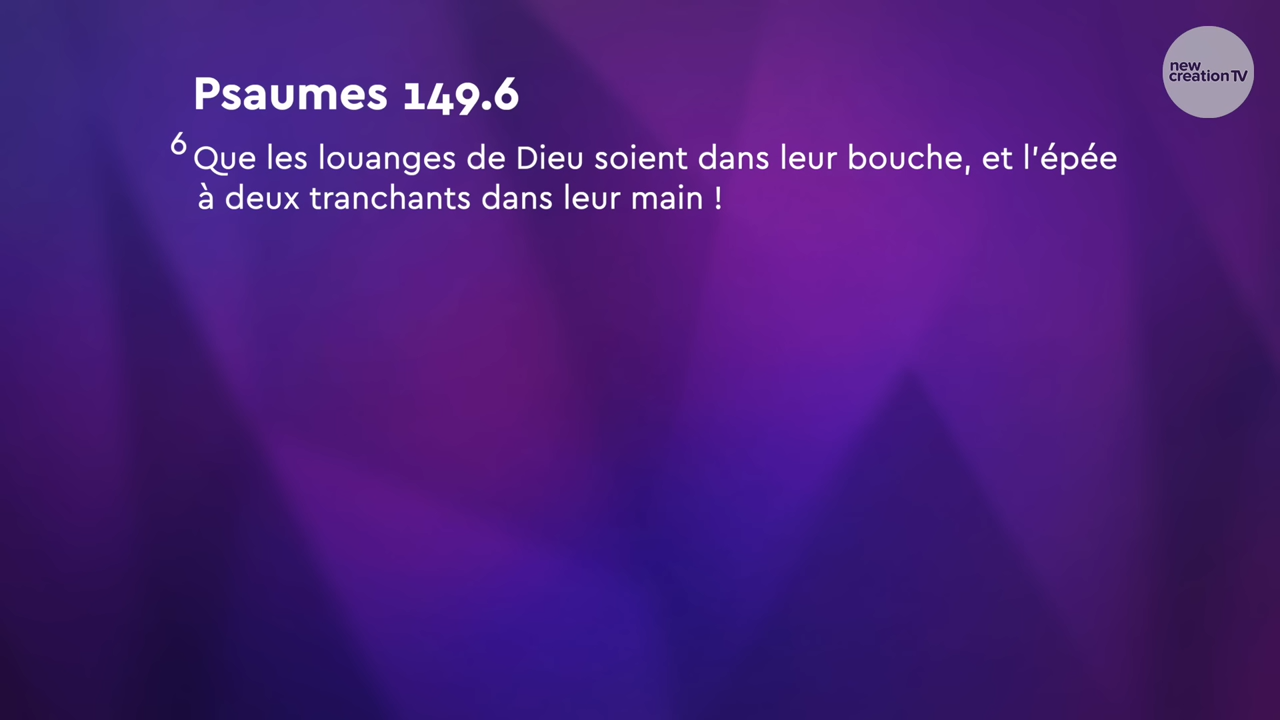 new
creation TV
Psaumes 149.6
6 Que les louanges de Dieu soient dans leur bouche, et l’épée
à deux tranchants dans leur main !